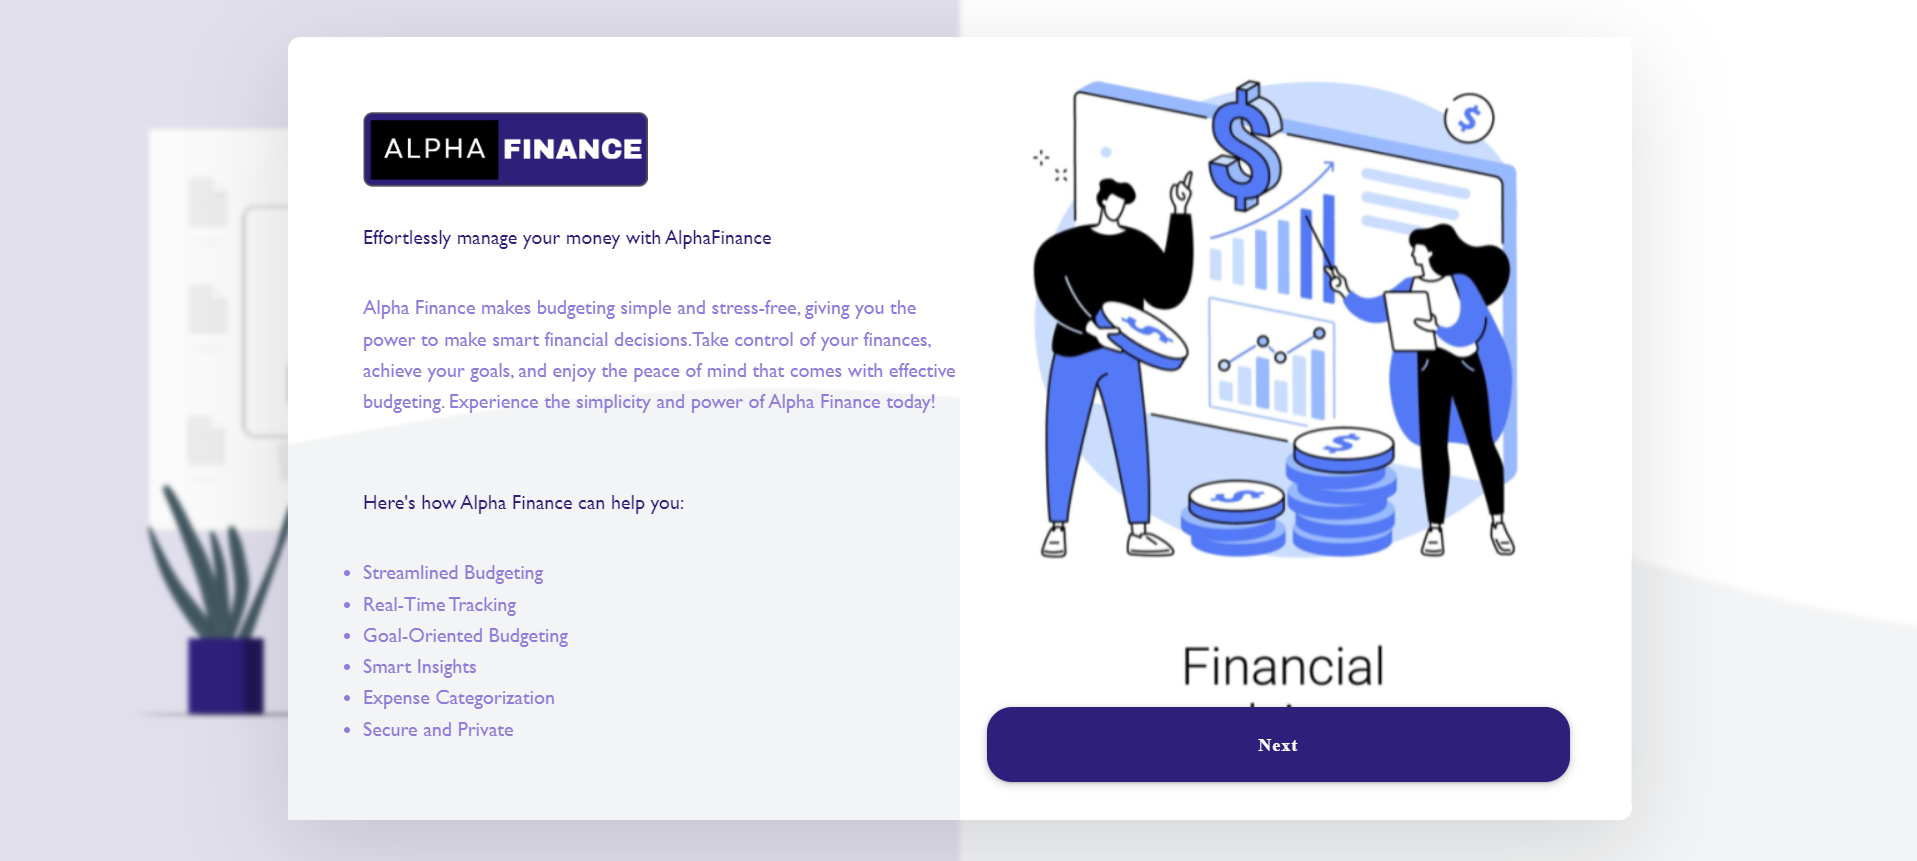 ALPHA FINANCE
Effortlessly manage your money with AlphaFinance
Alpha Finance makes budgeting simple and stress-free, giving you the
power to make smart financial decisions. Take control of your finances,
achieve your goals, and enjoy the peace of mind that comes with effective
budgeting. Experience the simplicity and power of Alpha Finance today!
Here's how Alpha Finance can help you:
Streamlined Budgeting
Real-Time Tracking
Goal-Oriented Budgeting
Smart Insights
Expense Categorization
Secure and Private
$
$
$
$
$
Financial
Next